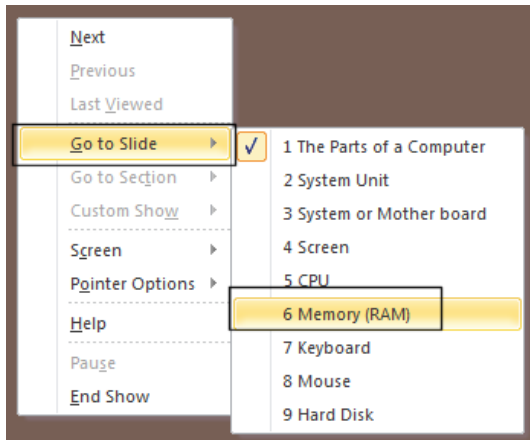 Next
Previous
Last Viewed
Go to Slide
Go to Section
Custom Show
Screen
Pointer Options
Help
Pause
End Show
1 The Parts of a Computer
2 System Unit
3 System or Mother board
4 Screen
5 CPU
6 Memory (RAM)
7 Keyboard
8 Mouse
9 Hard Disk